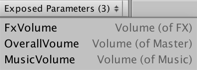 Exposed Parameters (3)
FxVolume Volume (of FX)
OverallVoume Volume (of Master)
MusicVolume Volume (of Music)